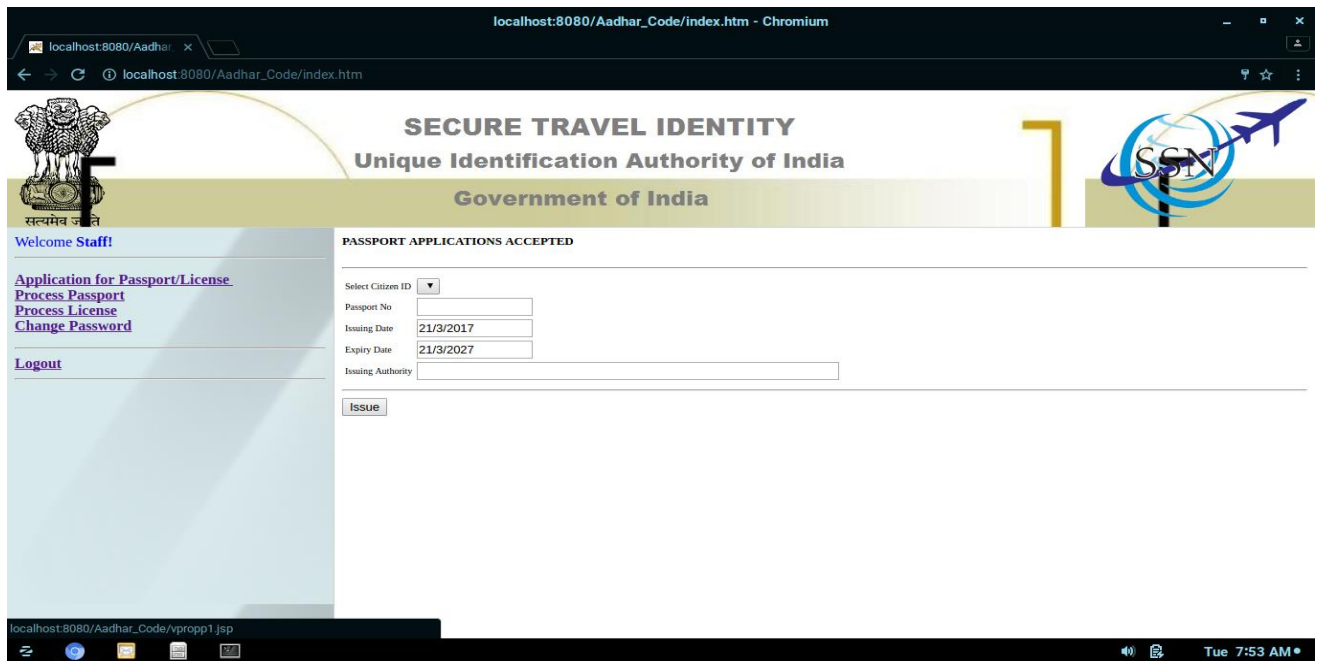 localhost:8080/Aadhar_Code/index.htm - Chromium
localhost:8080/Aadhar
localhost:8080/Aadhar_Code/index.htm
SECURE TRAVEL IDENTITY
Unique Identification Authority of India
Government of India
सत्यमेव
SSN
Welcome Staff!
Application for Passport/License
Process Passport
Process License
Change Password
Logout
PASSPORT APPLICATIONS ACCEPTED
Select Citizen ID
Passport No
Issuing Date 21/3/2017
Expiry Date 21/3/2027
Issuing Authority
Issue
localhost:8080/Aadhar_Code/vpropp1.jsp
Tue 7:53 AM